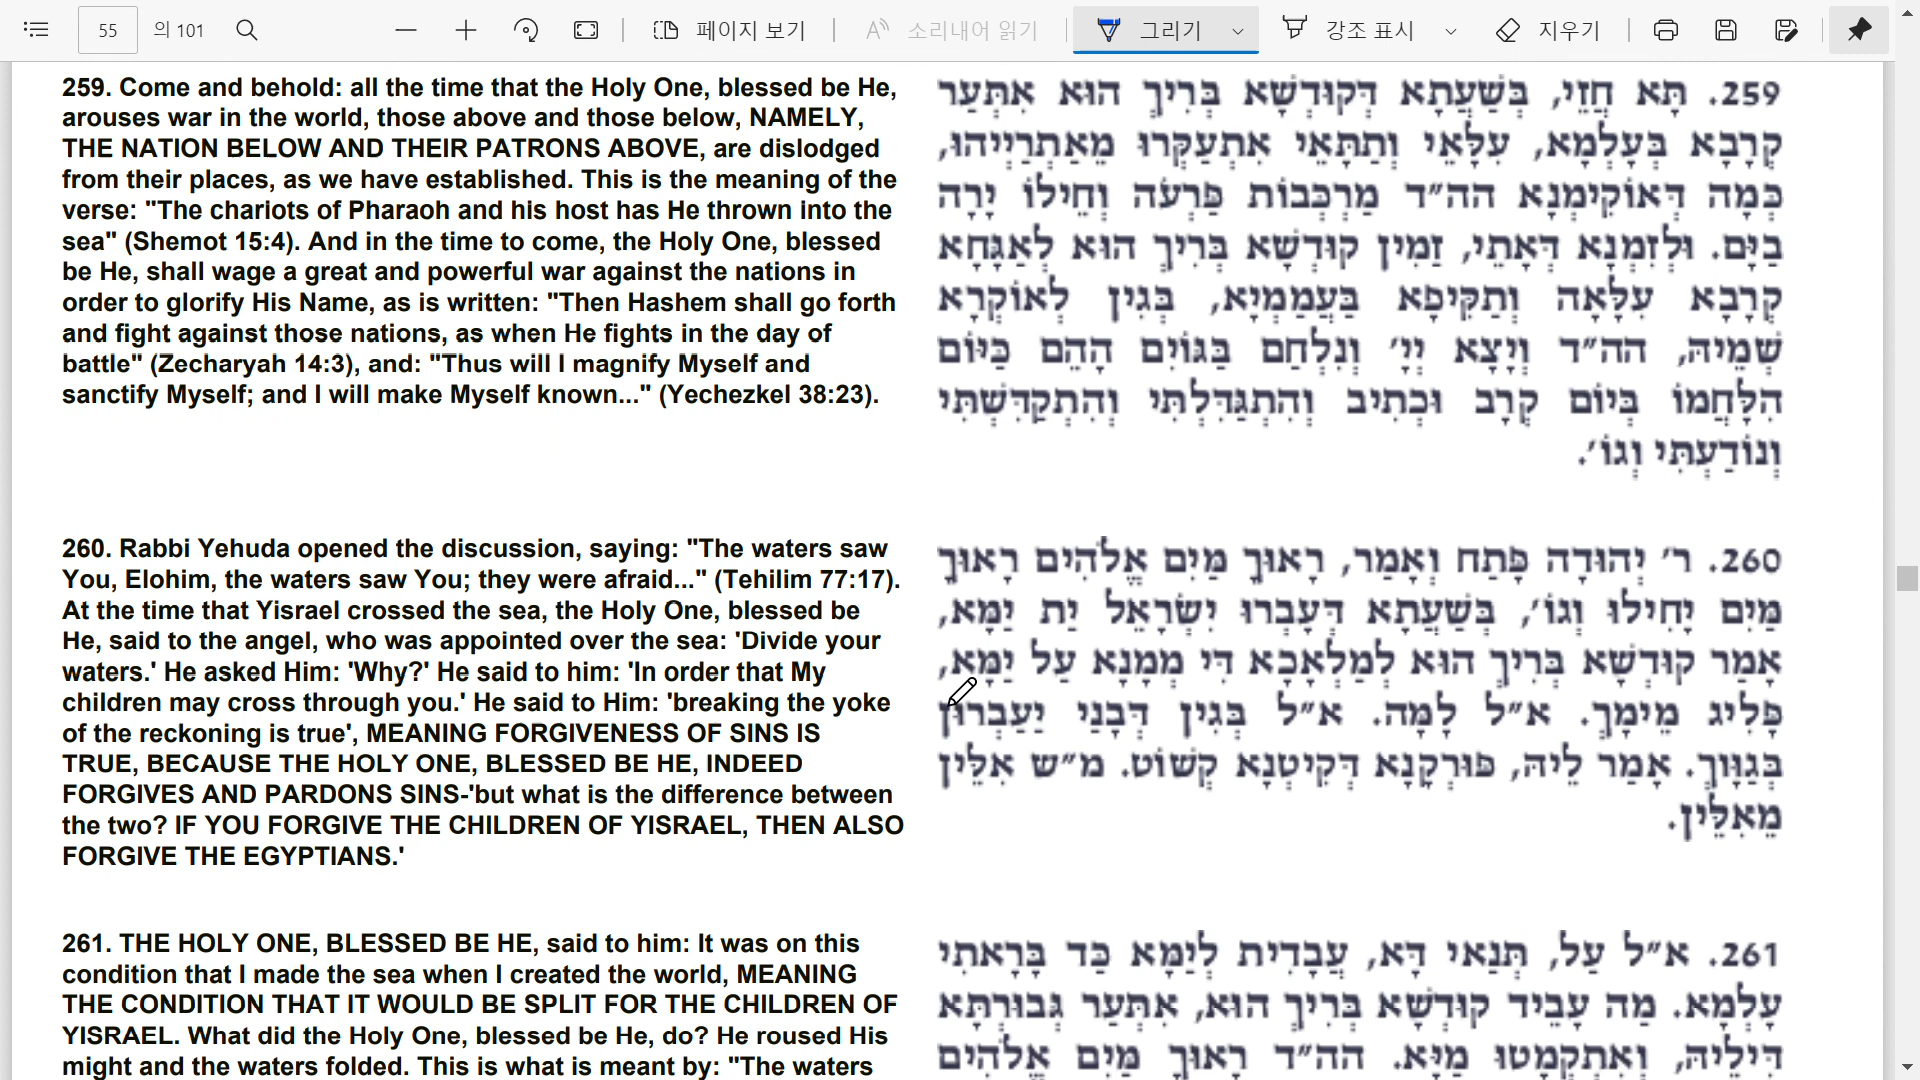 55 의 101 페이지 보기 소리내어 읽기 그리기 강조 표시 지우기
259. Come and behold: all the time that the Holy One, blessed be He,
arouses war in the world, those above and those below, NAMELY,
THE NATION BELOW AND THEIR PATRONS ABOVE, are dislodged
from their places, as we have established. This is the meaning of the
verse: "The chariots of Pharaoh and his host has He thrown into the
sea" (Shemot 15:4). And in the time to come, the Holy One, blessed
be He, shall wage a great and powerful war against the nations in
order to glorify His Name, as is written: "Then Hashem shall go forth
and fight against those nations, as when He fights in the day of
battle" (Zecharyah 14:3), and: "Thus will I magnify Myself and
sanctify Myself; and I will make Myself known..." (Yechezkel 38:23).
259. תָּא חֲזֵי, בְּשַׁעֲתָא דְּקוּדְשָׁא בְּרִיךְ הוּא אִתְּעַר
קְרָבָא בְּעָלְמָא, עִלָּאֵי וְתַתָּאֵי אִתְעַקְּרוּ מֵאַתְרַיְיהוּ,
כְּמָה דְּאוֹקִימְנָא הה״ד מַרְכְּבוֹת פַּרְעֹה וְחֵילוֹ יָרָה
בַיָּם. וּלְזִמְנָא דְּאָתֵי, זַמִּין קוּדְשָׁא בְּרִיךְ הוּא לְאַגָּחָא
קְרָבָא עִלָּאָה וְתַקִּיפָא בַּעֲמַמְיָא, בְּגִין לְאוֹקְרָא
שְׁמֵיהּ, הה״ד וְיָצָא יְיָ׳ וְנִלְחַם בַּגּוֹיִם הָהֵם כַּיּוֹם
הִלָּחֲמוֹ בְּיוֹם קְרָב וּכְתִיב וְהִתְגַּדִּלְתִּי וְהִתְקַדִּשְׁתִּי
וְנוֹדַעְתִּי וְגוֹ׳.
260. Rabbi Yehuda opened the discussion, saying: "The waters saw
You, Elohim, the waters saw You; they were afraid..." (Tehilim 77:17).
At the time that Yisrael crossed the sea, the Holy One, blessed be
He, said to the angel, who was appointed over the sea: 'Divide your
waters.' He asked Him: 'Why?' He said to him: 'In order that My
children may cross through you.' He said to Him: 'breaking the yoke
of the reckoning is true', MEANING FORGIVENESS OF SINS IS
TRUE, BECAUSE THE HOLY ONE, BLESSED BE HE, INDEED
FORGIVES AND PARDONS SINS-'but what is the difference between
the two? IF YOU FORGIVE THE CHILDREN OF YISRAEL, THEN ALSO
FORGIVE THE EGYPTIANS.'
260. ר׳ יְהוּדָה פָּתַח וְאָמַר, רָאוּךָ מַּיִם אֱלֹהִים רָאוּךָ
מַּיִם יָחִילוּ וְגוֹ׳, בְּשַׁעֲתָא דְּעָבְרוּ יִשְׂרָאֵל יַת יַמָּא,
אָמַר קוּדְשָׁא בְּרִיךְ הוּא לְמַלְאָכָא דִּי מְמָנָא עַל יַמָּא,
פָּלִיג מֵימָךְ. א״ל לָמָּה. א״ל בְּגִין דְּבָנַי יַעַבְרוּן
בְּגַוָּוךְ. אָמַר לֵיהּ, פּוּרְקָנָא דְּקִיטְנָא קְשׁוֹט. מ״ש אִלֵּין
מֵאִלֵּין.
261. THE HOLY ONE, BLESSED BE HE, said to him: It was on this
condition that I made the sea when I created the world, MEANING
THE CONDITION THAT IT WOULD BE SPLIT FOR THE CHILDREN OF
YISRAEL. What did the Holy One, blessed be He, do? He roused His
might and the waters folded. This is what is meant by: "The waters
261. א״ל עַל, תְּנַאי דָּא, עֲבָדִית לְיַמָּא כַּד בָּרָאתִי
עָלְמָא. מַה עָבֵיד קוּדְשָׁא בְּרִיךְ הוּא, אִתְּעַר גְּבוּרְתָּא
דִּילֵיהּ, וְאִתְקְמָטוּ מַיָּא. הה״ד רָאוּךָ מַּיִם אֱלֹהִים